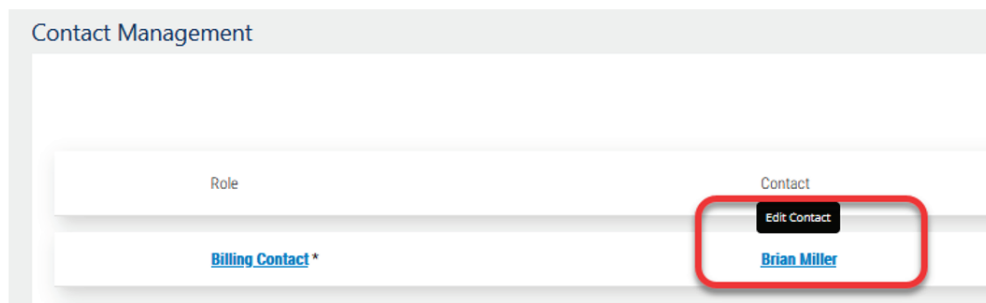 Contact Management
Role Contact
Edit Contact
Billing Contact * Brian Miller